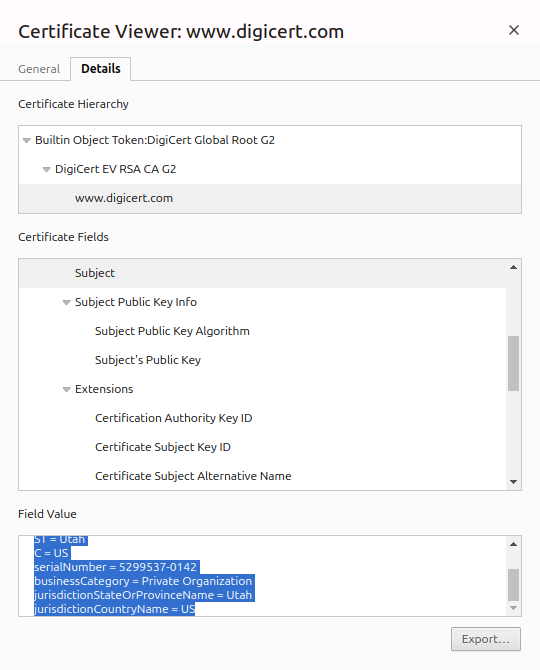 Certificate Viewer: www.digicert.com
General Details
Certificate Hierarchy
Builtin Object Token:DigiCert Global Root G2
DigiCert EV RSA CA G2
www.digicert.com
Certificate Fields
Subject
Subject Public Key Info
Subject Public Key Algorithm
Subject's Public Key
Extensions
Certification Authority Key ID
Certificate Subject Key ID
Certificate Subject Alternative Name
Field Value
ST = Utah
C = US
serialNumber = 5299537-0142
businessCategory = Private Organization
jurisdictionStateOrProvinceName = Utah
jurisdictionCountryName = US
Export…